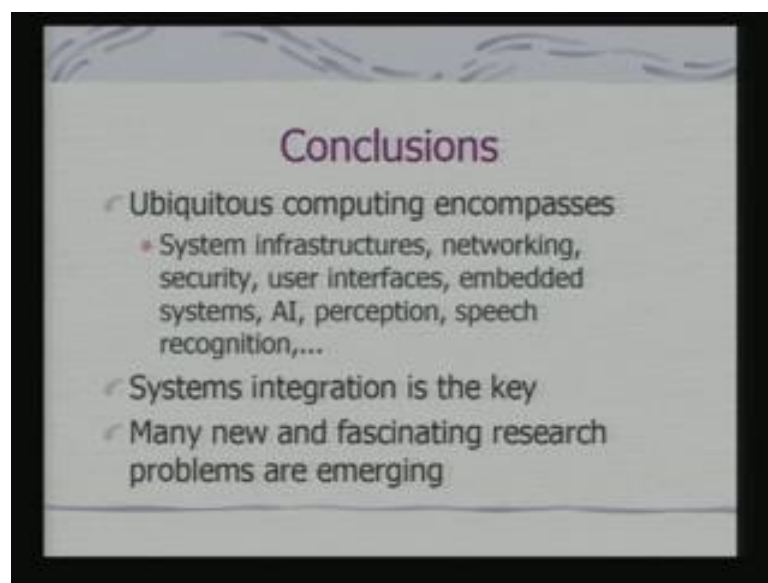 Conclusions
Ubiquitous computing encompasses
System infrastructures, networking,
security, user interfaces, embedded
systems, AI, perception, speech
recognition,...
Systems integration is the key
Many new and fascinating research
problems are emerging